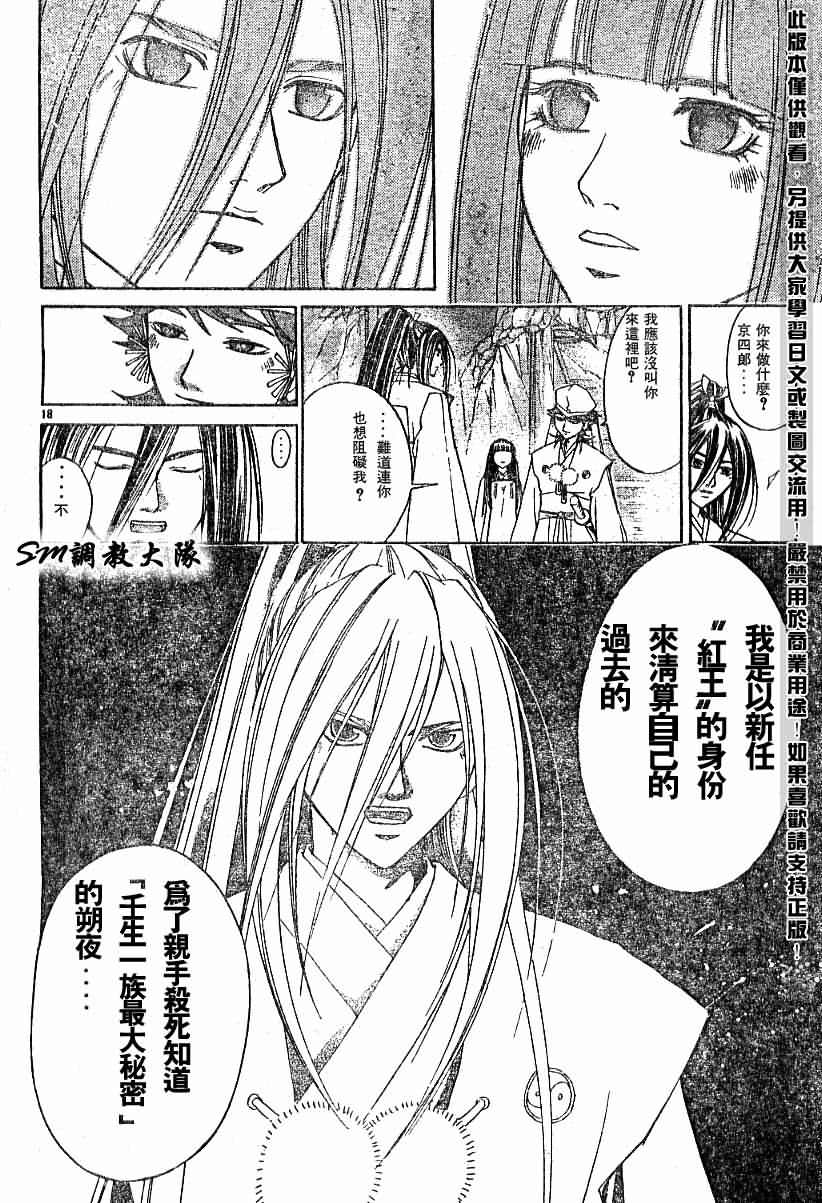 你來做什麼？
京四郎····
我應該沒叫你
來這裡吧？
····難道連你
也想阻礙我？
····
····不
18
SM調教大隊
我是以新任
"紅王"的身份
來清算自己的
過去的
為了親手殺死知道
『壬生一族最大秘密』
的朔夜····
此版本僅供觀看，另提供大家學習日文或製圖交流用！嚴禁用於商業用途！如果喜歡請支持正版！